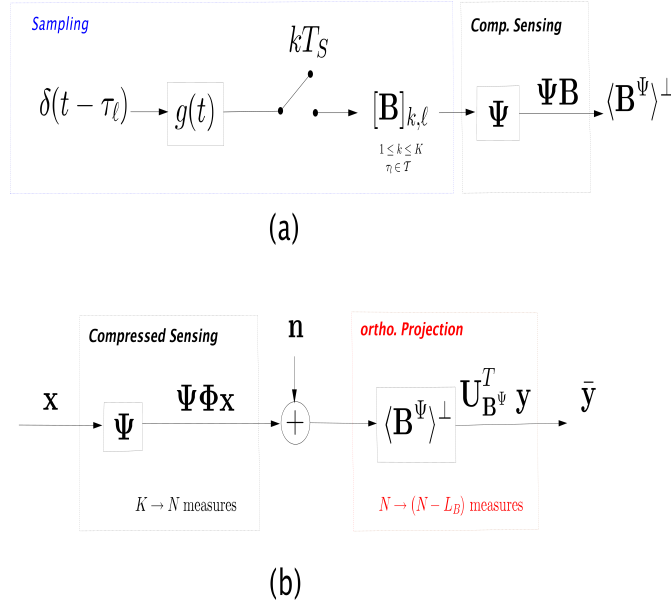 Sampling
Comp. Sensing
kT_S
δ(t − τ_ℓ)
g(t)
[B]_{k,ℓ}
Ψ
ΨB
⟨B^Ψ⟩^⊥
1 ≤ k ≤ K
τ_l ∈ T
(a)
Compressed Sensing
n
ortho. Projection
x
Ψ
ΨΦx
+
⟨B^Ψ⟩^⊥
U^T_{B^Ψ} y
ȳ
K → N measures
N → (N − L_B) measures
(b)